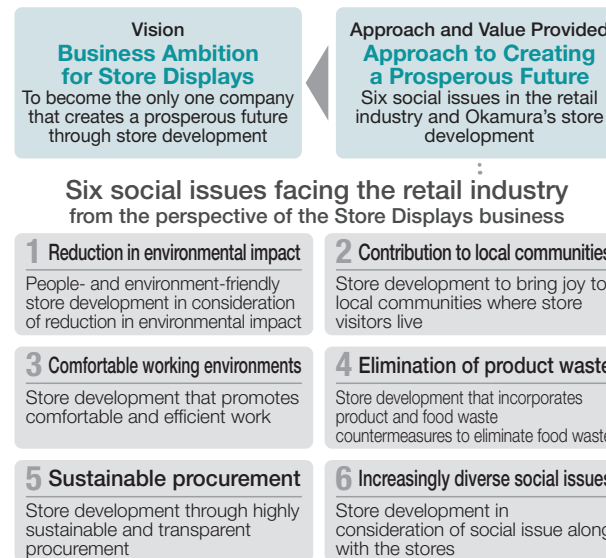 Vision
Business Ambition
for Store Displays
To become the only one company
that creates a prosperous future
through store development
Approach and Value Provided
Approach to Creating
a Prosperous Future
Six social issues in the retail
industry and Okamura's store
development
Six social issues facing the retail industry
from the perspective of the Store Displays business
1 Reduction in environmental impact
People- and environment-friendly
store development in consideration
of reduction in environmental impact
2 Contribution to local communities
Store development to bring joy to
local communities where store
visitors live
3 Comfortable working environments
Store development that promotes
comfortable and efficient work
4 Elimination of product waste
Store development that incorporates
product and food waste
countermeasures to eliminate food waste
5 Sustainable procurement
Store development through highly
sustainable and transparent
procurement
6 Increasingly diverse social issues
Store development in
consideration of social issue along
with the stores